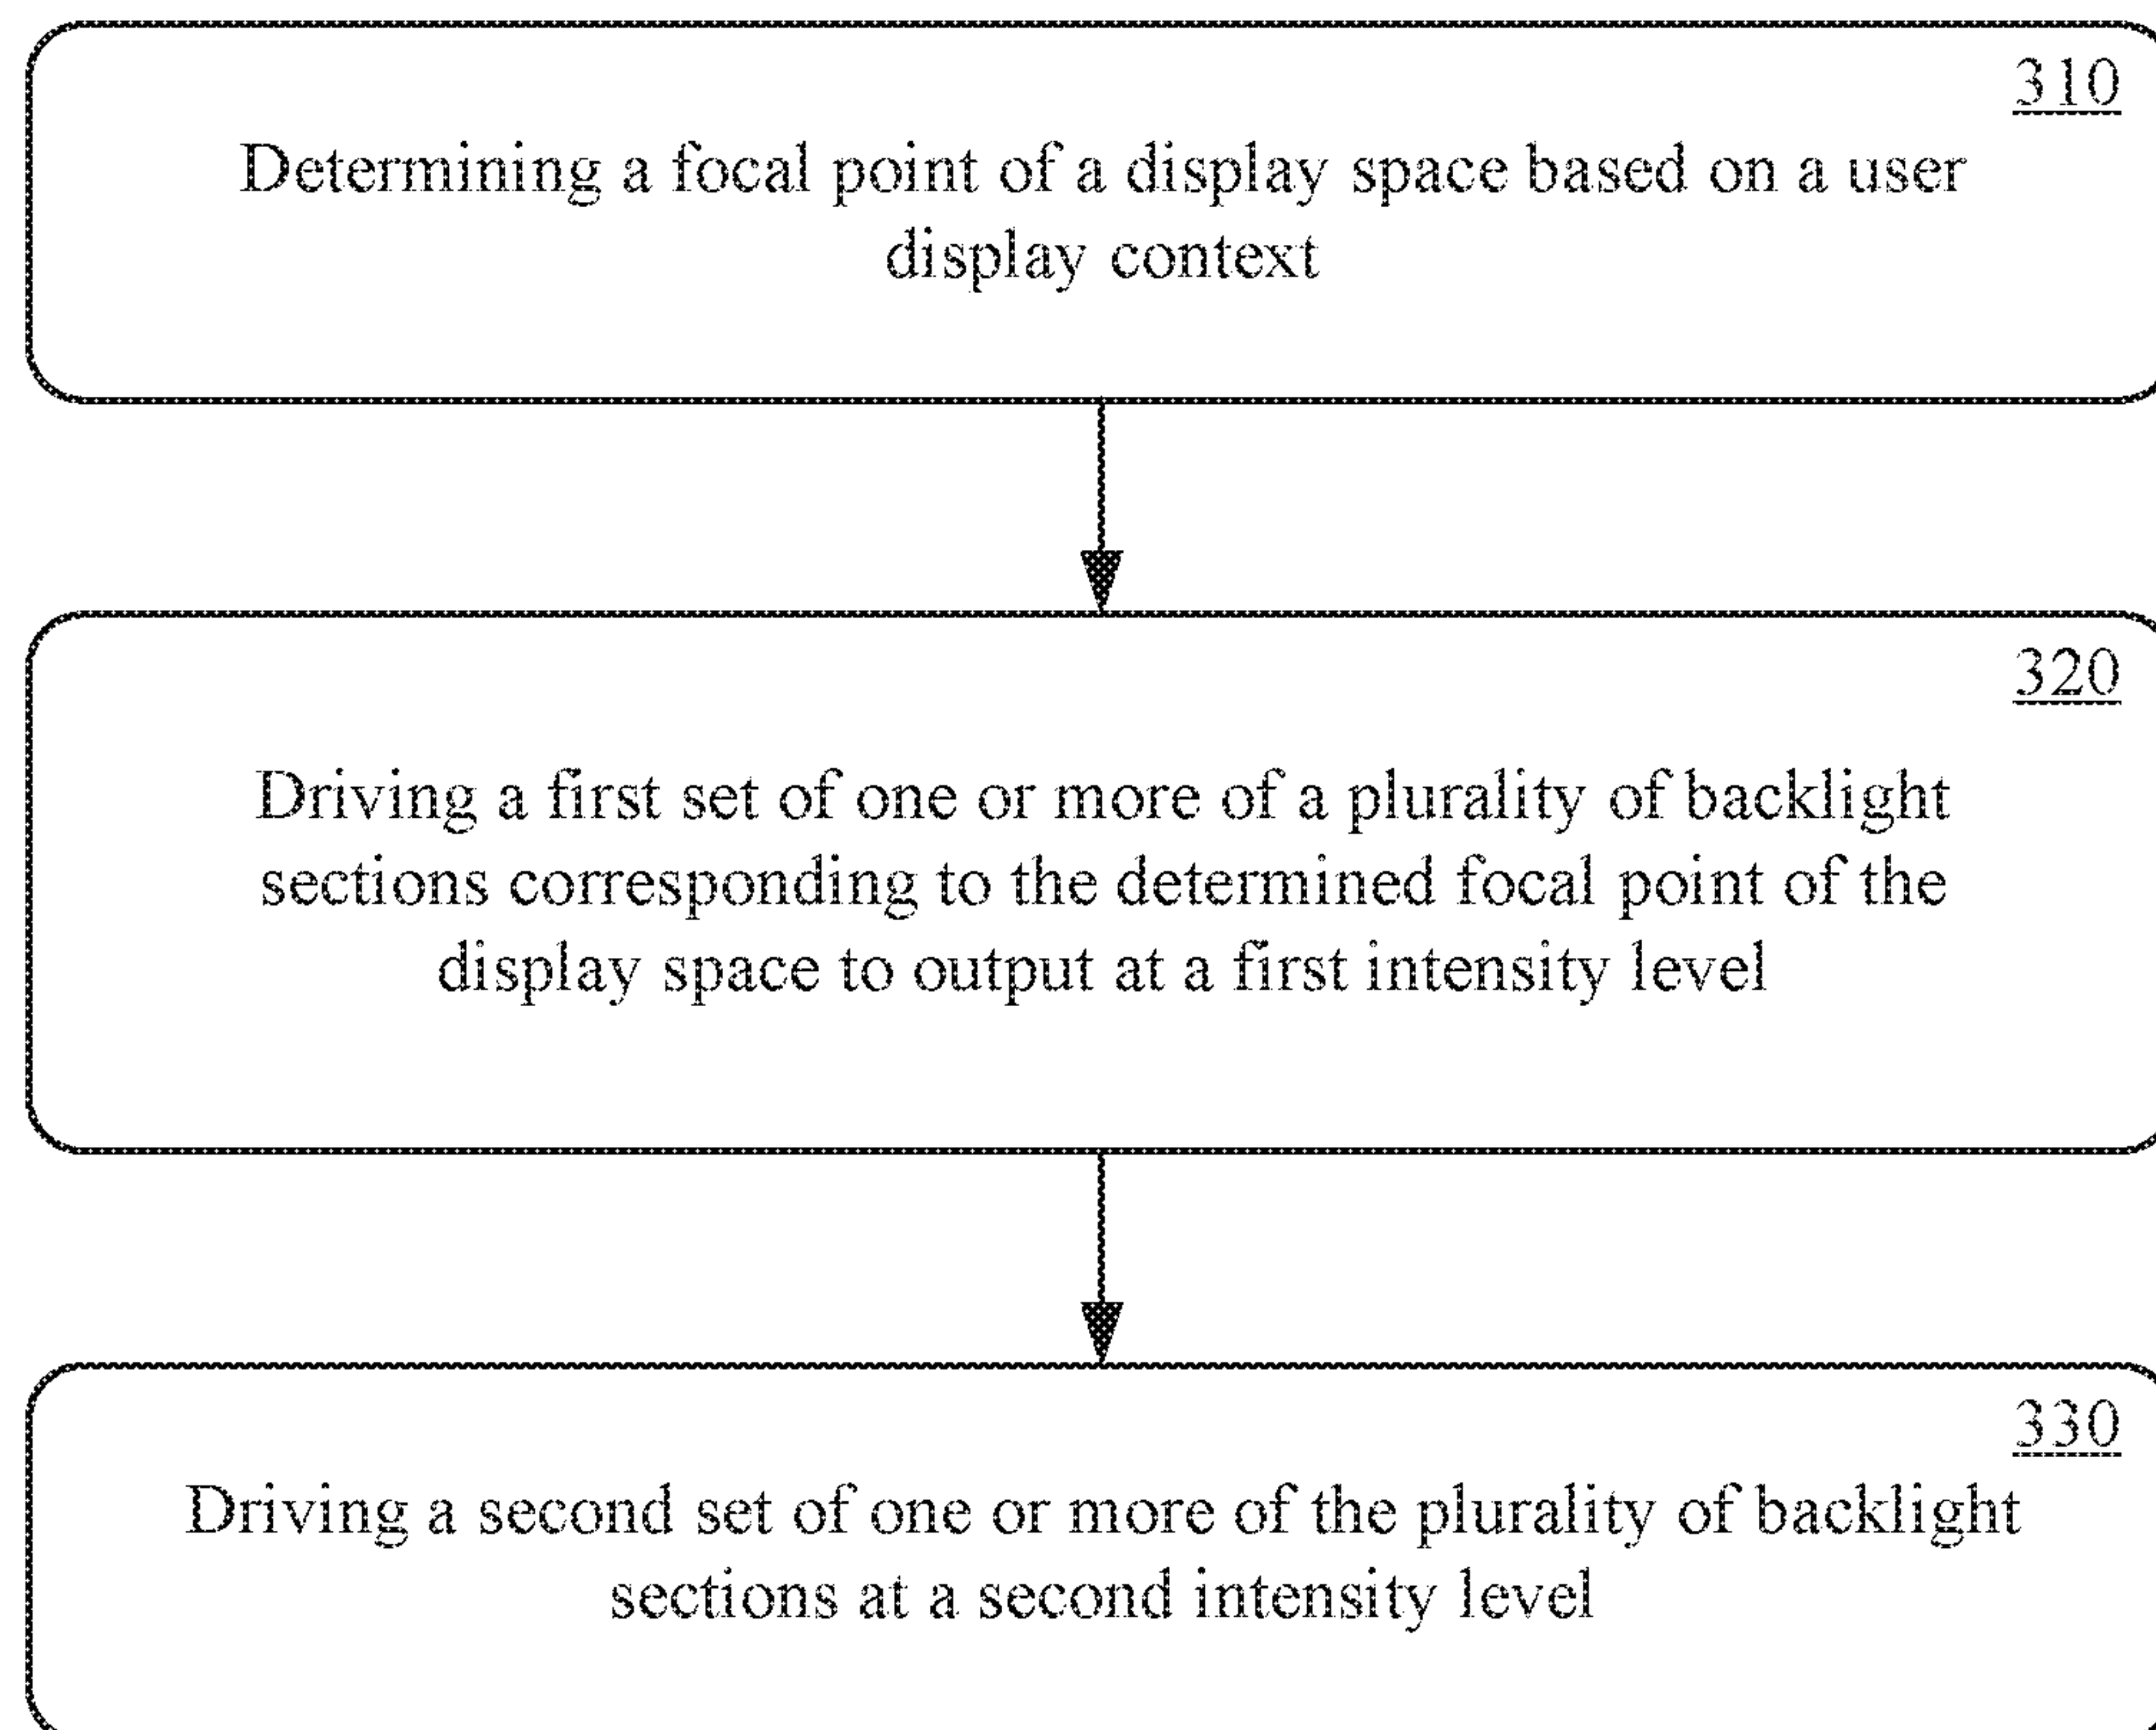 310
Determining a focal point of a display space based on a user
display context
320
Driving a first set of one or more of a plurality of backlight
sections corresponding to the determined focal point of the
display space to output at a first intensity level
330
Driving a second set of one or more of the plurality of backlight
sections at a second intensity level